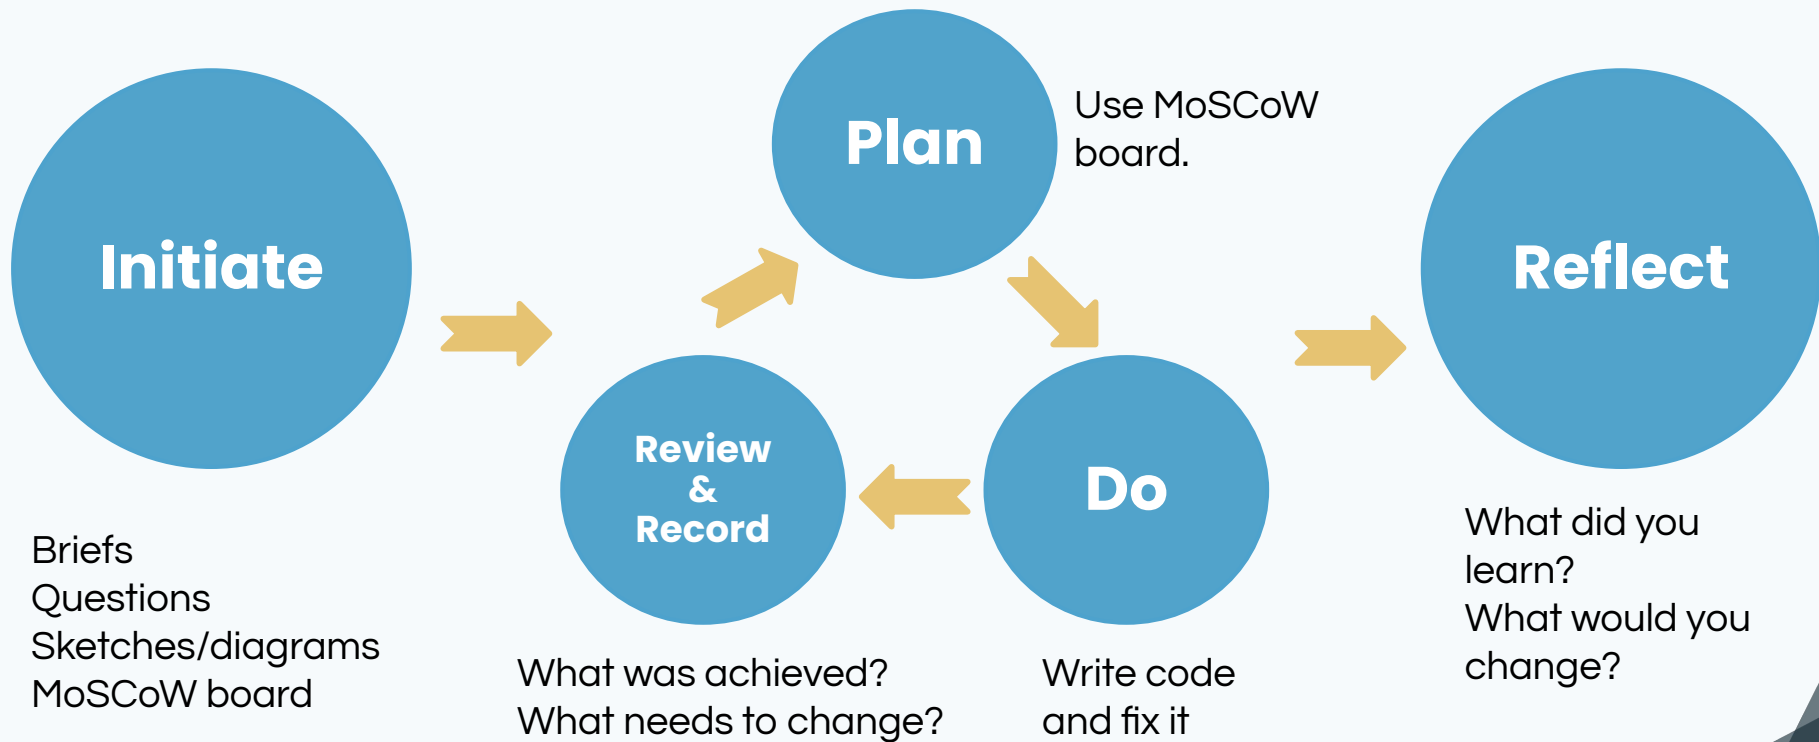 Initiate
Briefs
Questions
Sketches/diagrams
MoSCoW board
Plan
Use MoSCoW
board.
Do
Write code
and fix it
Review
&
Record
What was achieved?
What needs to change?
Reflect
What did you
learn?
What would you
change?